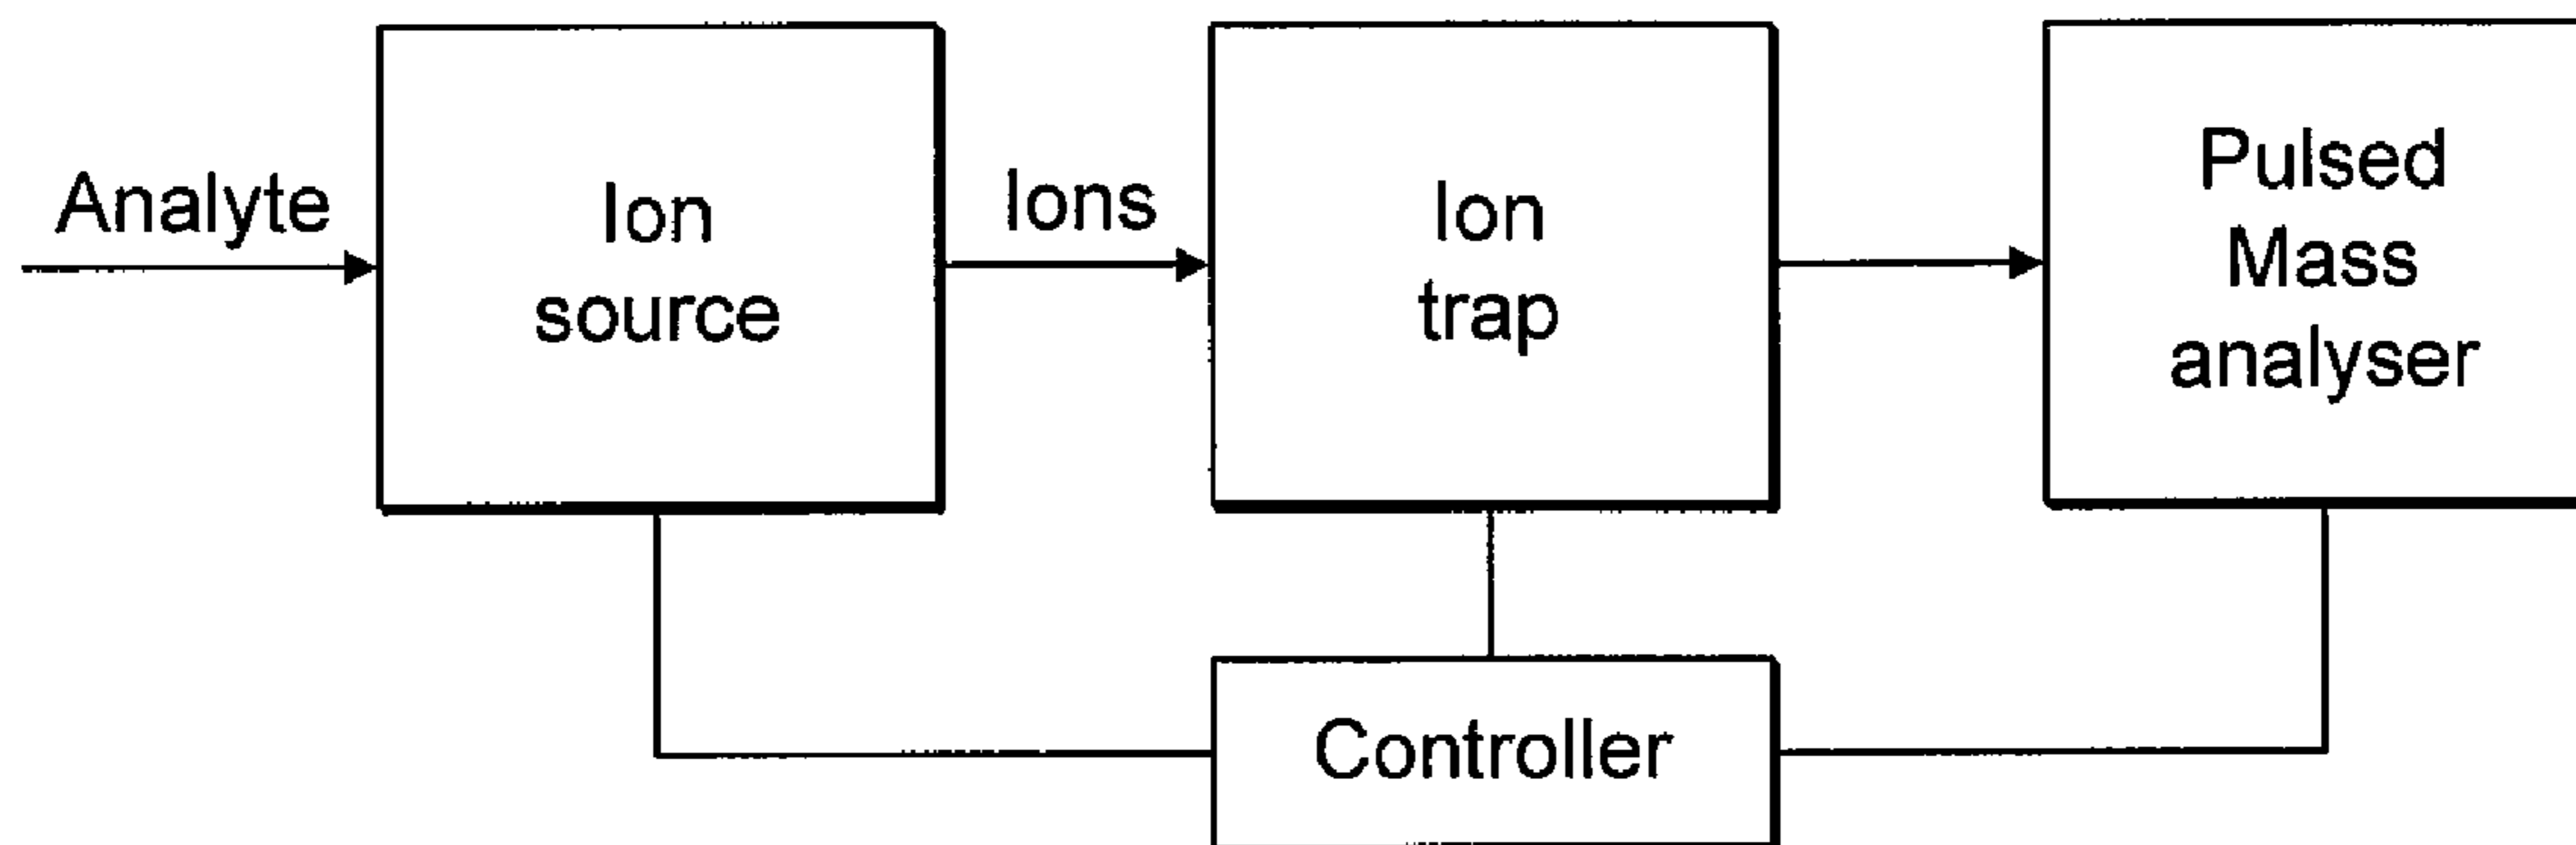 Analyte
Ion
source
Ions
Ion
trap
Pulsed
Mass
analyser
Controller